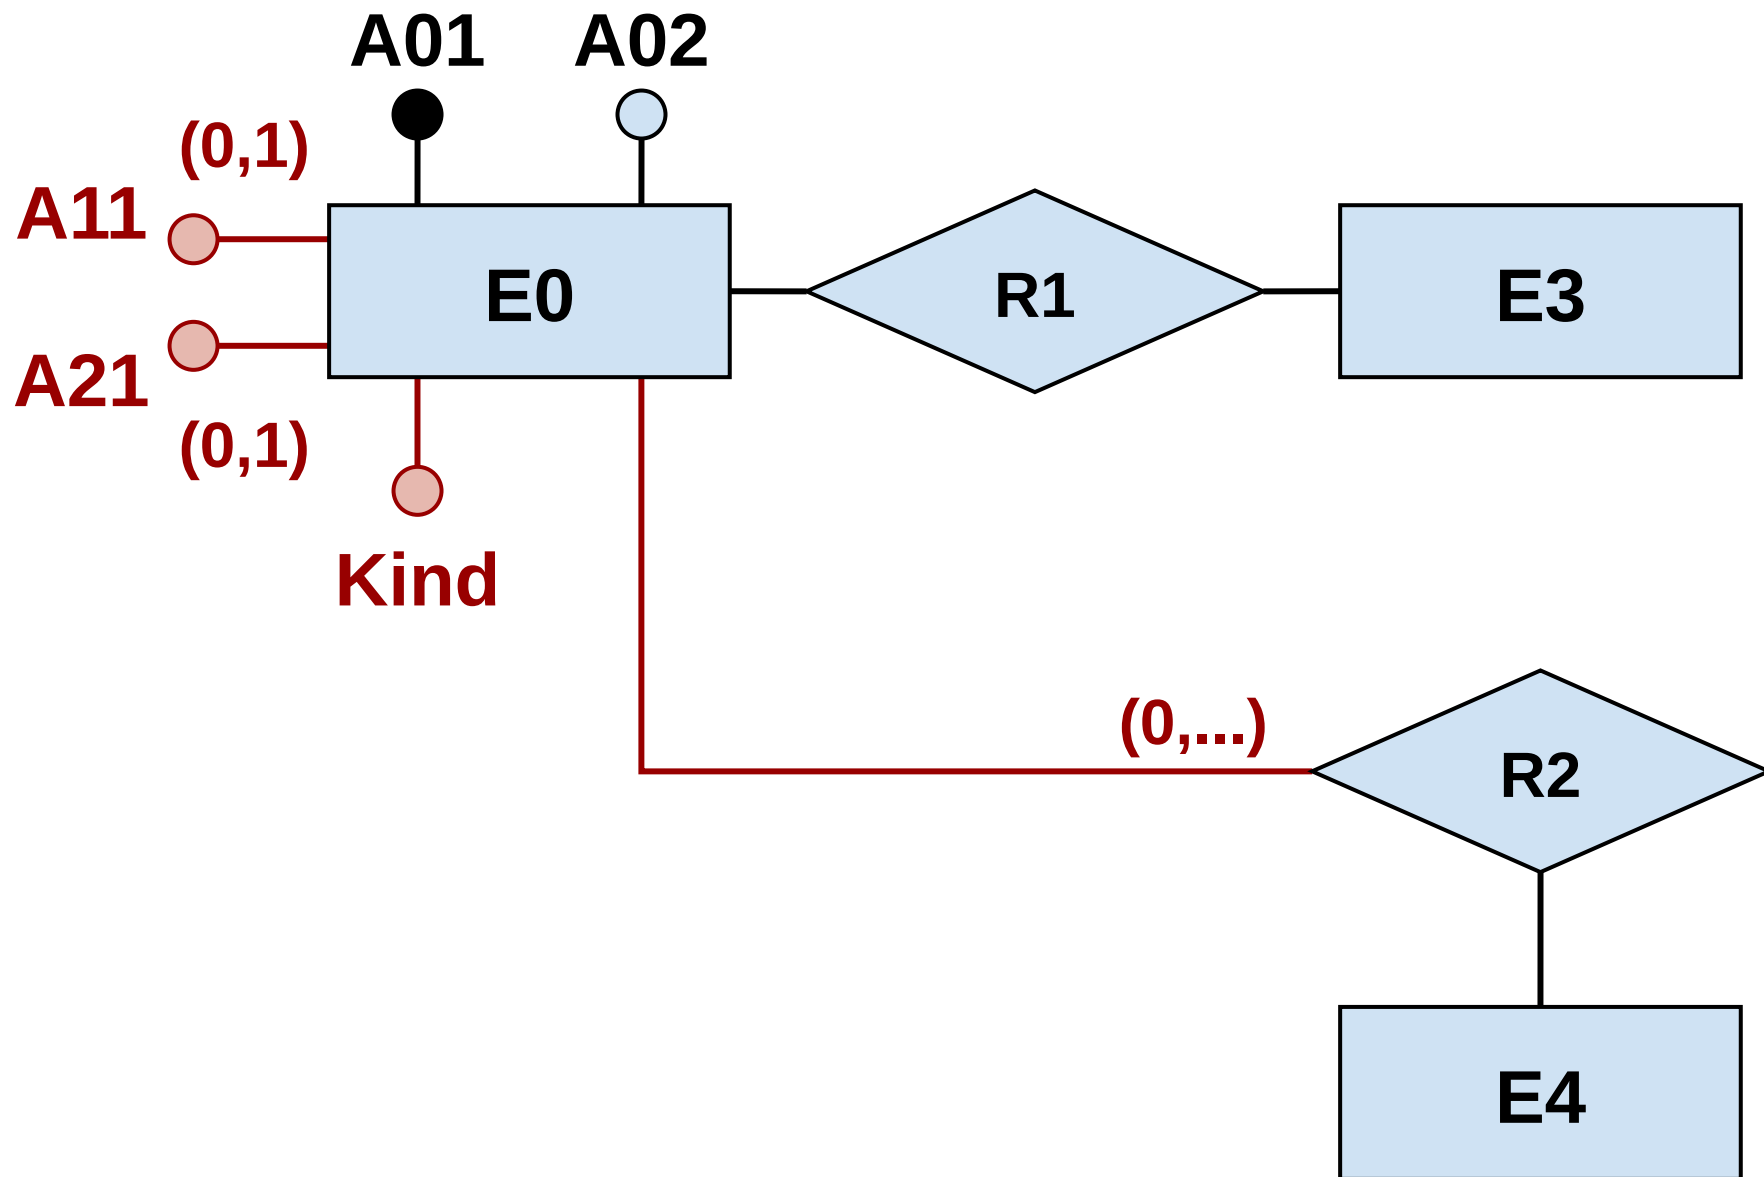 A01
A02
(0,1)
A11
E0
R1
E3
A21
(0,1)
Kind
(0,...)
R2
E4